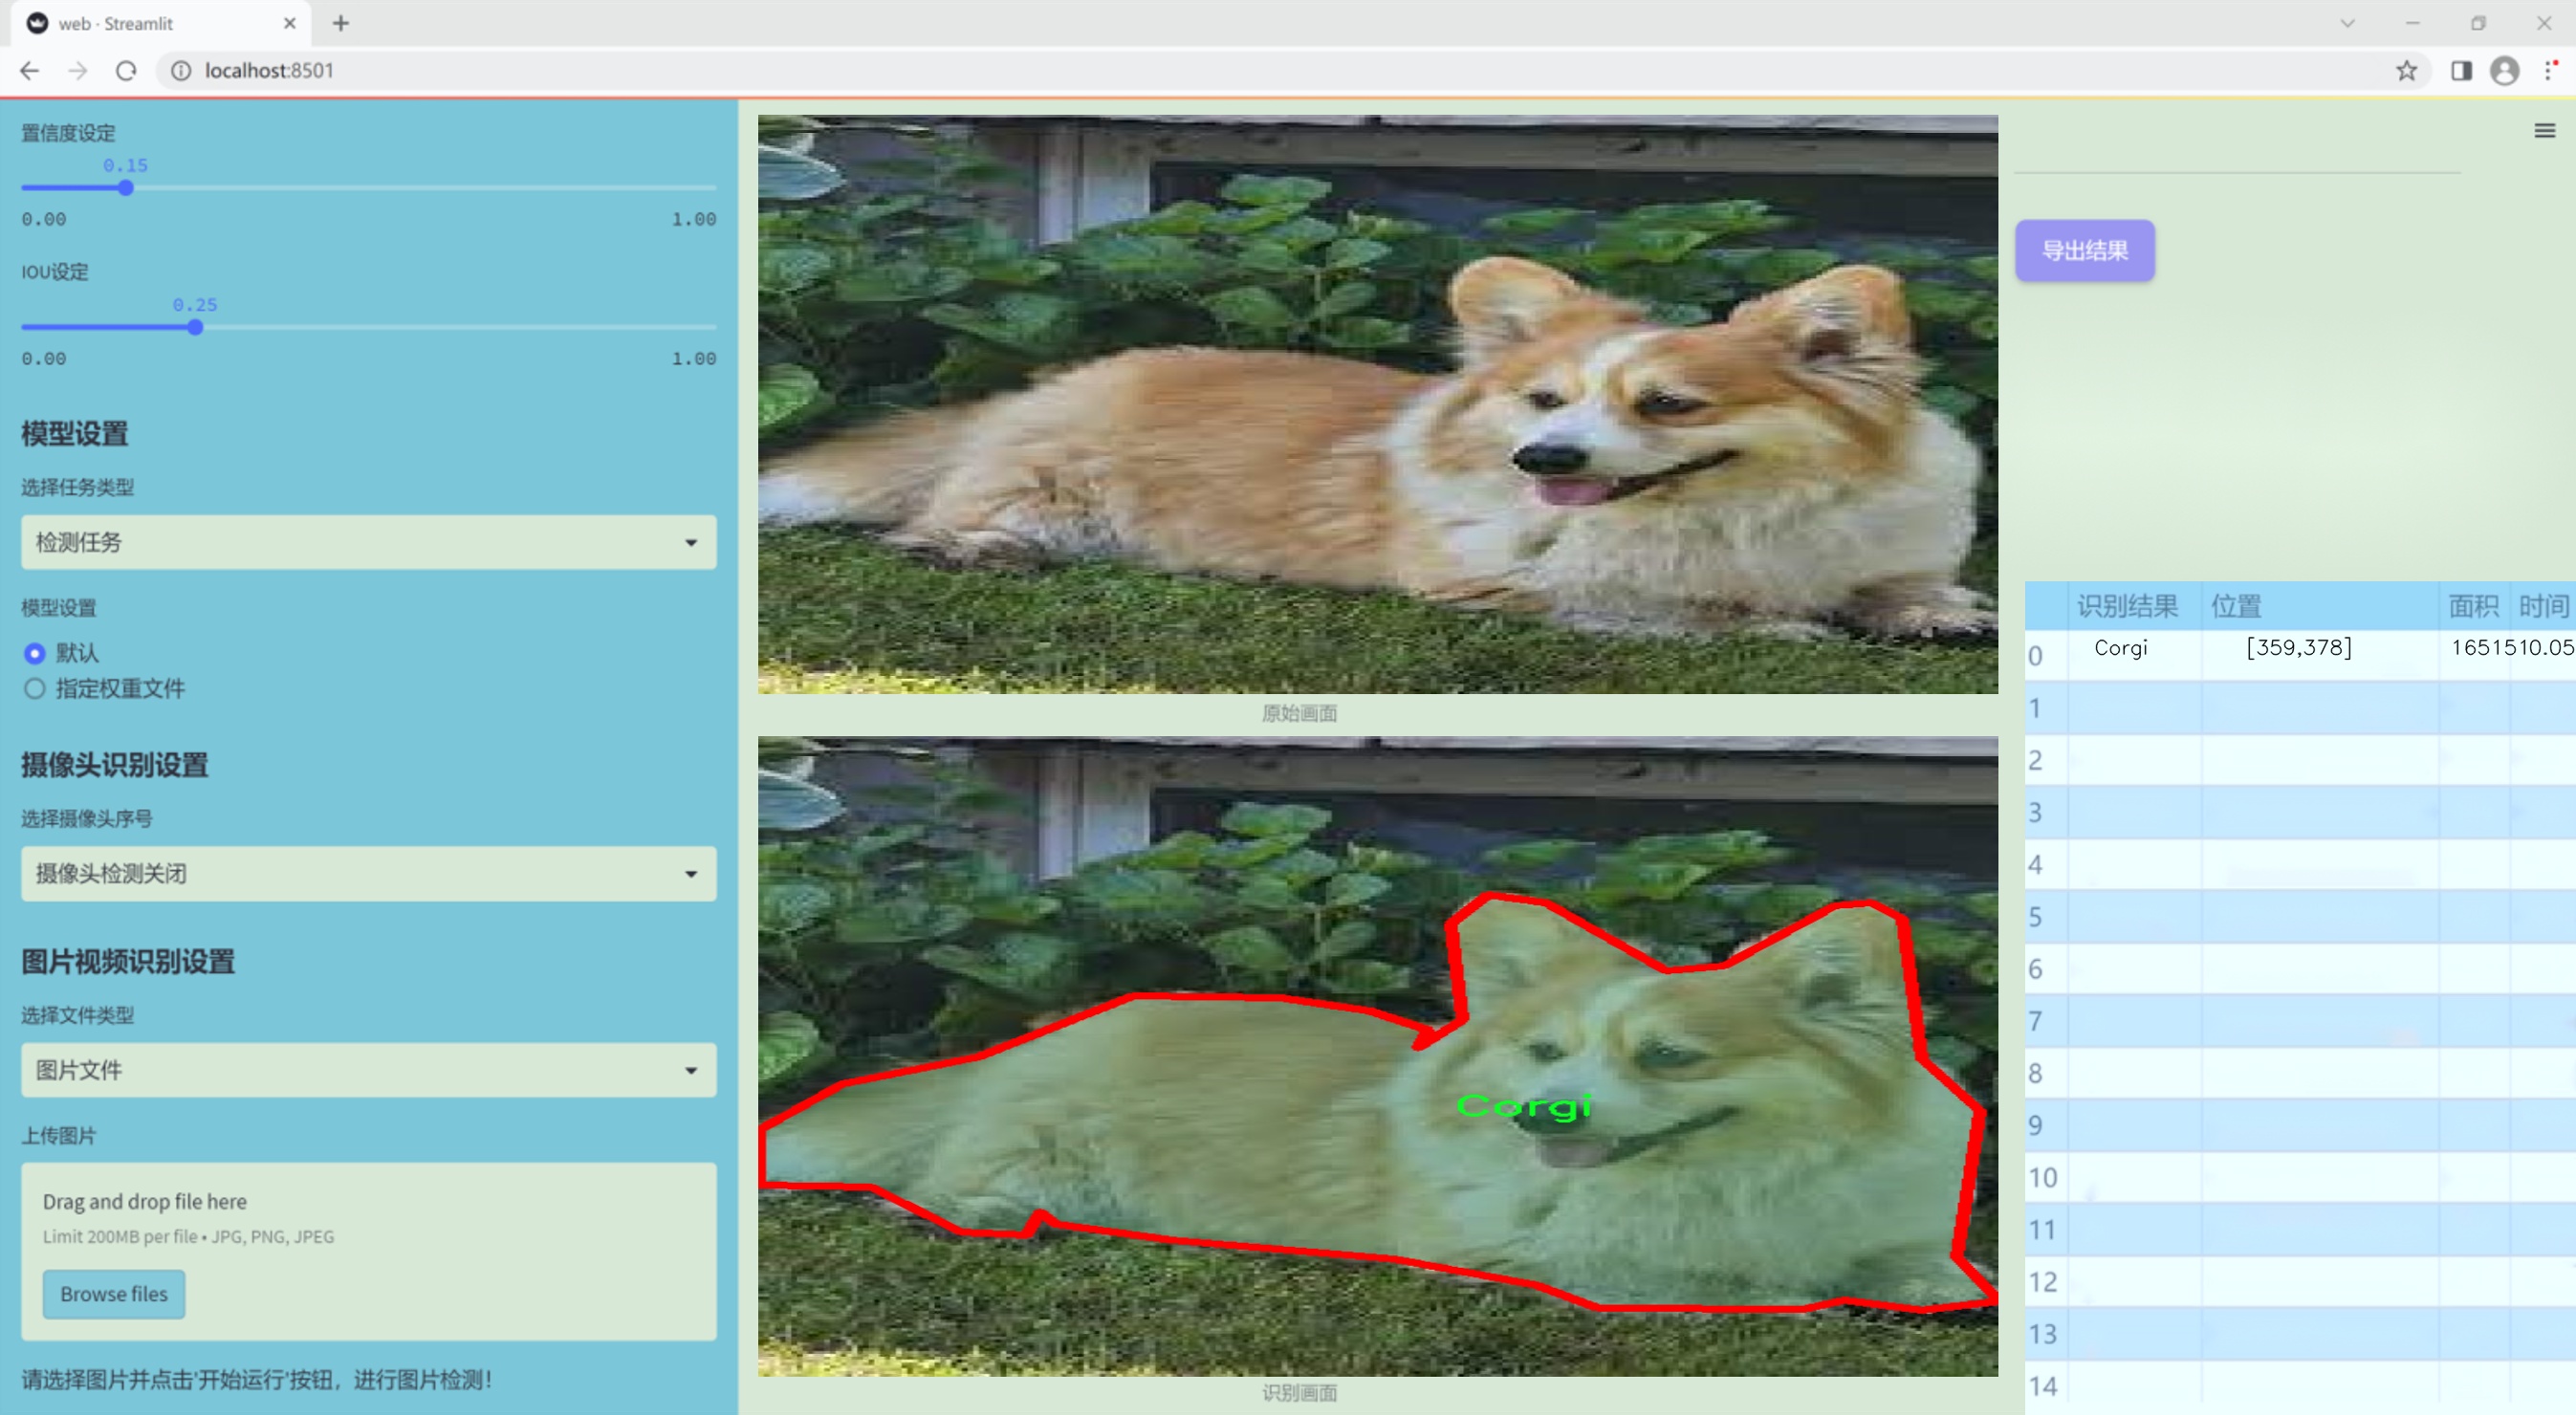 web · Streamlit
localhost:8501
置信度设定
0.15
0.00 1.00
IOU设定
0.25
0.00 1.00
模型设置
选择任务类型
检测任务
模型设置
默认
指定权重文件
摄像头识别设置
选择摄像头序号
摄像头检测关闭
图片视频识别设置
选择文件类型
图片文件
上传图片
Drag and drop file here
Limit 200MB per file • JPG, PNG, JPEG
Browse files
请选择图片并点击'开始运行'按钮，进行图片检测！
原始画面
Corgi
识别画面
导出结果
识别结果 位置 面积 时间
0 Corgi [359,378] 1651510.05
1
2
3
4
5
6
7
8
9
10
11
12
13
14